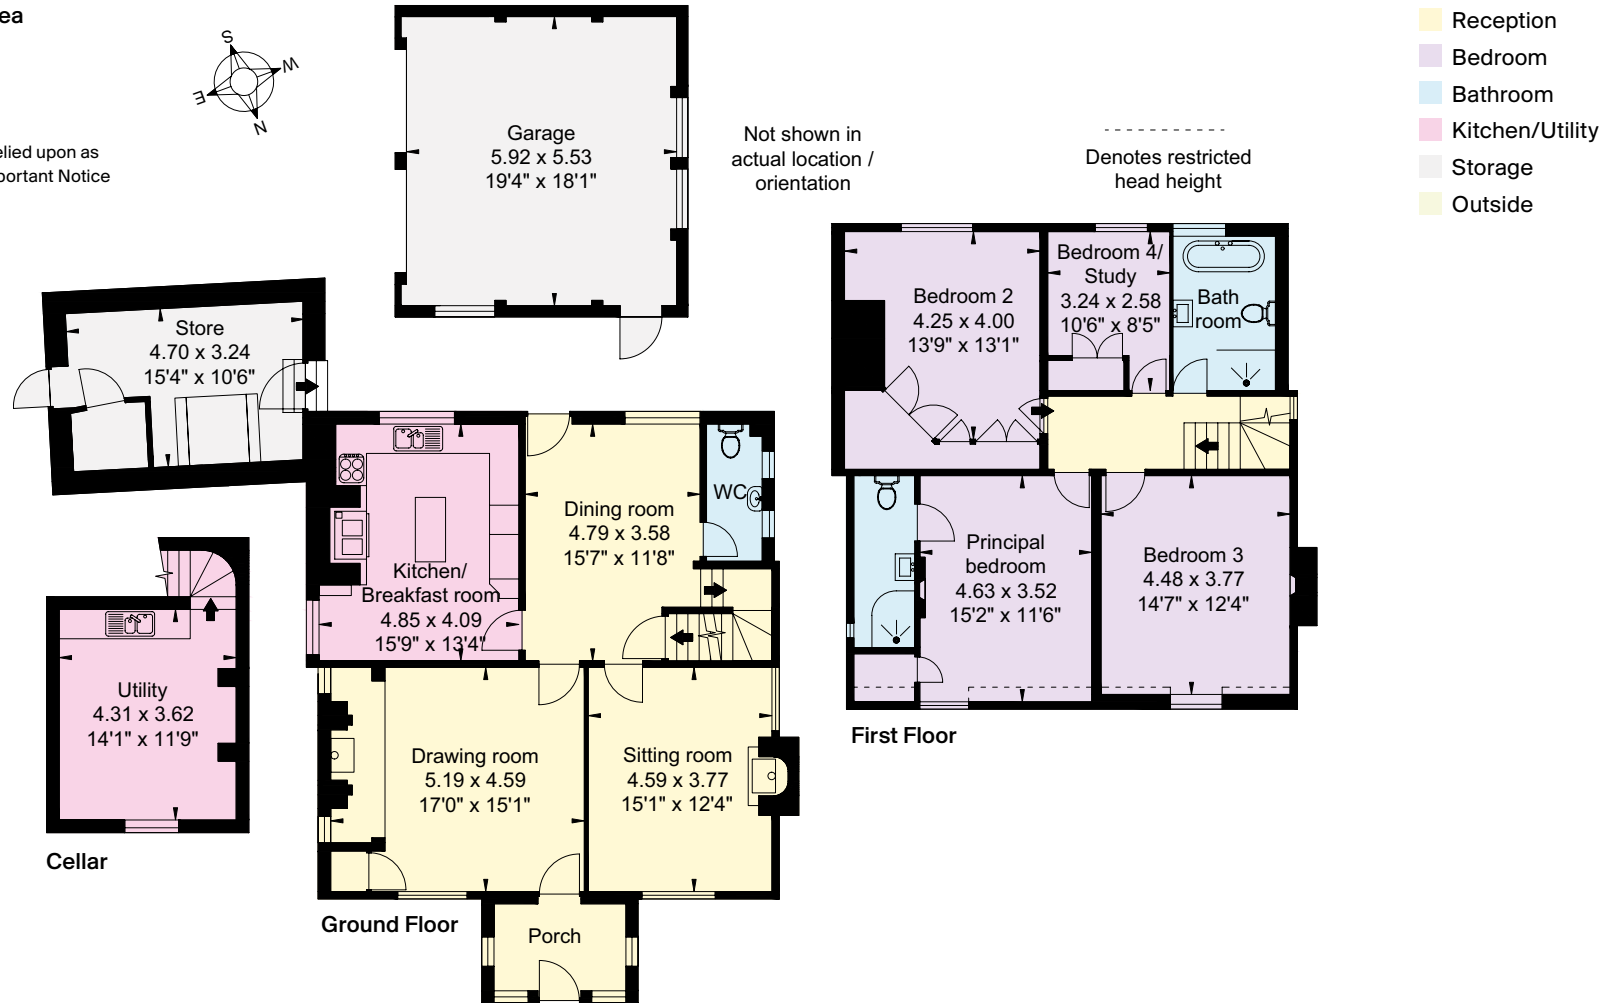 S
W
E
N
Garage
5.92 x 5.53
19'4" x 18'1"
Not shown in
actual location /
orientation
Denotes restricted
head height
Reception
Bedroom
Bathroom
Kitchen/Utility
Storage
Outside
upon as
Notice
Store
4.70 x 3.24
15'4" x 10'6"
Kitchen/
Breakfast room
4.85 x 4.09
15'9" x 13'4"
Dining room
4.79 x 3.58
15'7" x 11'8"
WC
Utility
4.31 x 3.62
14'1" x 11'9"
Cellar
Drawing room
5.19 x 4.59
17'0" x 15'1"
Sitting room
4.59 x 3.77
15'1" x 12'4"
Ground Floor
Porch
Bedroom 2
4.25 x 4.00
13'9" x 13'1"
Bedroom 4/
Study
3.24 x 2.58
10'6" x 8'5"
Bath
room
Principal
bedroom
4.63 x 3.52
15'2" x 11'6"
Bedroom 3
4.48 x 3.77
14'7" x 12'4"
First Floor